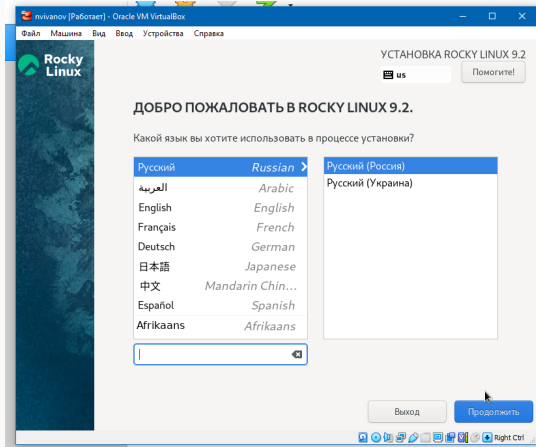 nvivanov [Работает] - Oracle VM VirtualBox
Файл Машина Вид Ввод Устройства Справка
Rocky
Linux
УСТАНОВКА ROCKY LINUX 9.2
us
Помогите!
ДОБРО ПОЖАЛОВАТЬ В ROCKY LINUX 9.2.
Какой язык вы хотите использовать в процессе установки?
Русский Russian
العربية Arabic
English English
Français French
Deutsch German
日本語 Japanese
中文 Mandarin Chin...
Español Spanish
Afrikaans Afrikaans
Русский (Россия)
Русский (Украина)
Выход
Продолжить
Right Ctrl